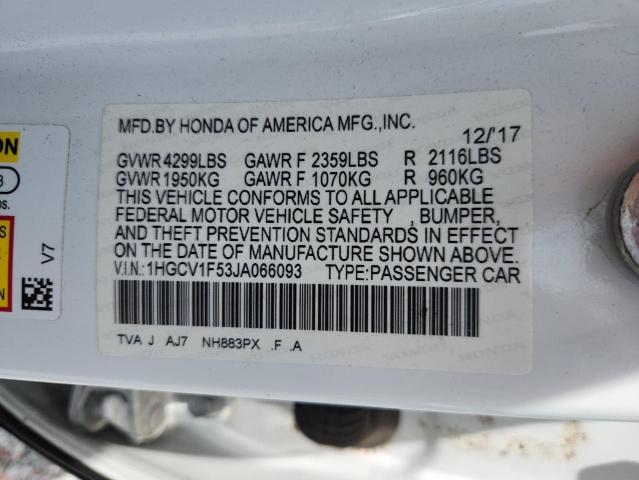 MFD.BY HONDA OF AMERICA MFG.,INC.
12/'17
GVWR 4299LBS GAWR F 2359LBS R 2116LBS
GVWR 1950KG GAWR F 1070KG R 960KG
THIS VEHICLE CONFORMS TO ALL APPLICABLE
FEDERAL MOTOR VEHICLE SAFETY , BUMPER,
AND THEFT PREVENTION STANDARDS IN EFFECT
ON THE DATE OF MANUFACTURE SHOWN ABOVE.
V.I.N.:1HGCV1F53JA066093 TYPE:PASSENGER CAR
TVA J AJ7 NH883PX .F .A
V7